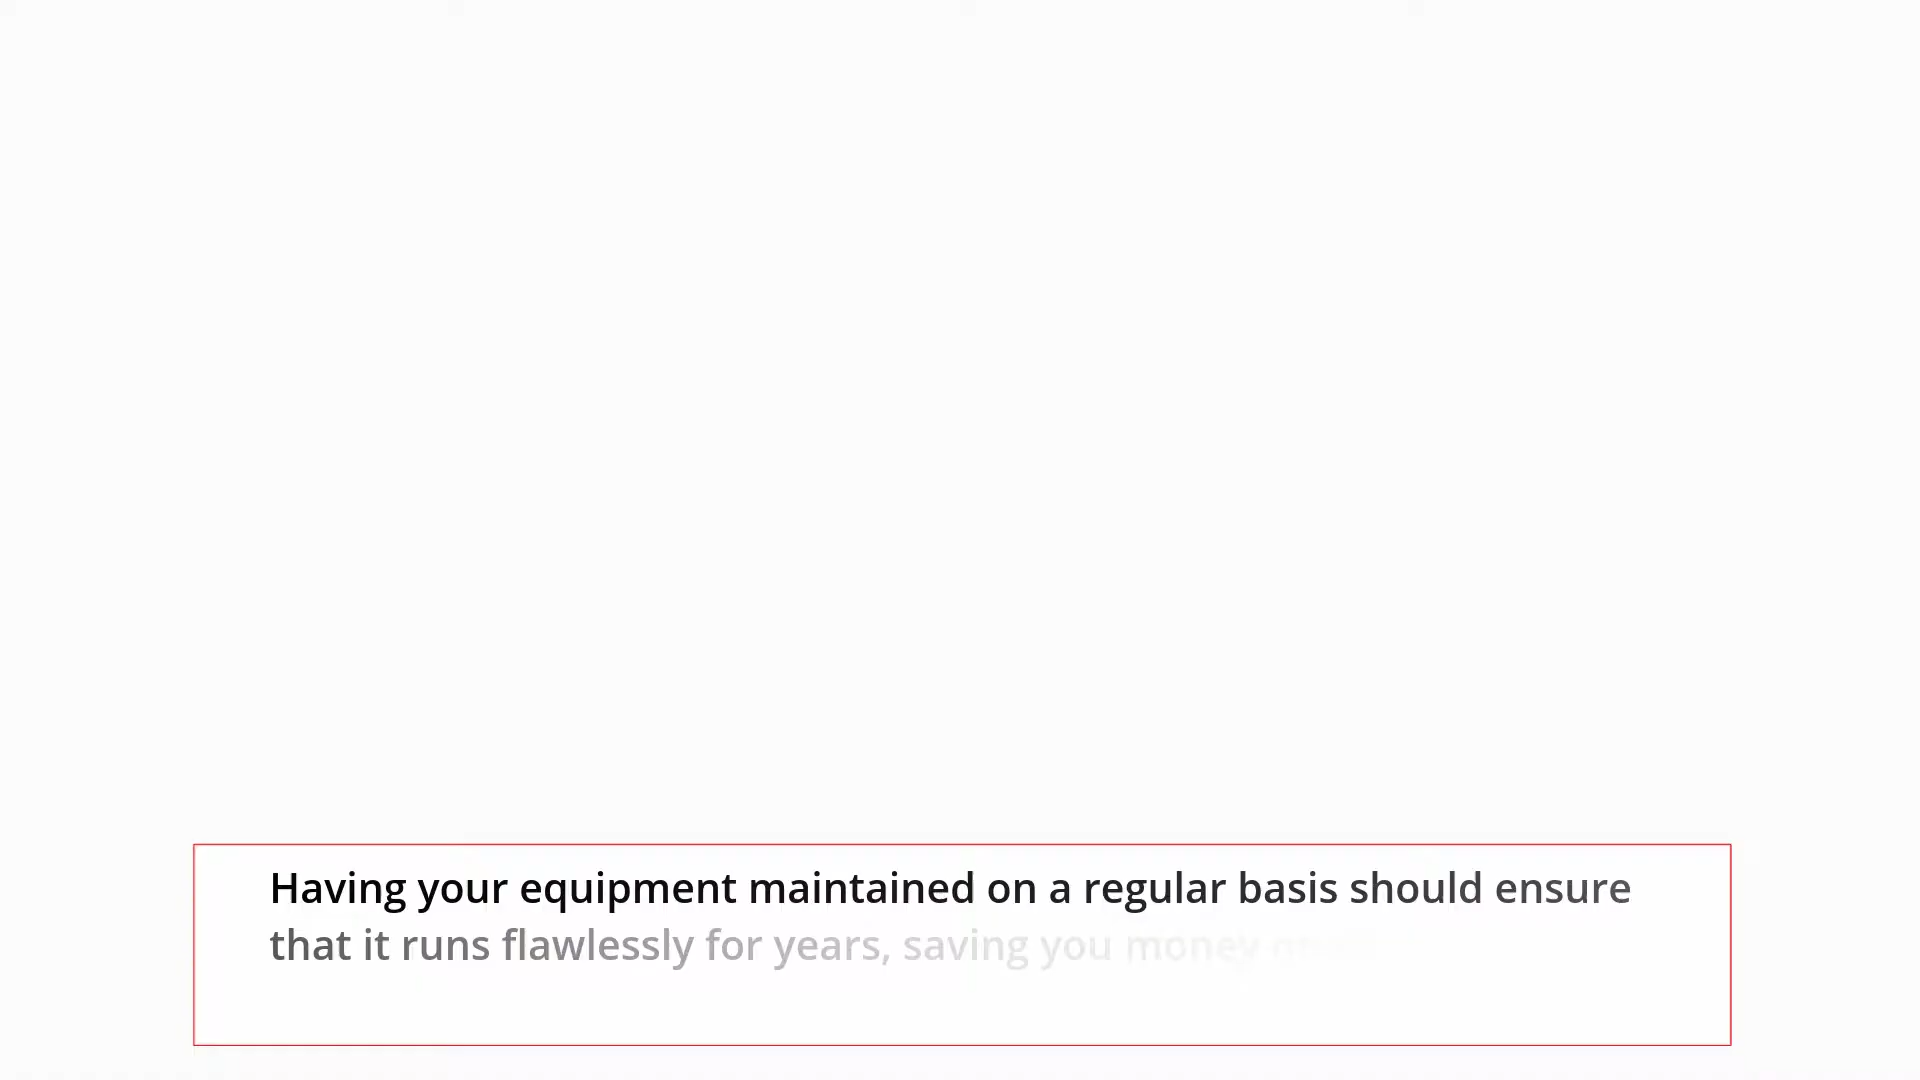 Having your equipment maintained on a regular basis should ensure
that it runs flawlessly for years, saving you money